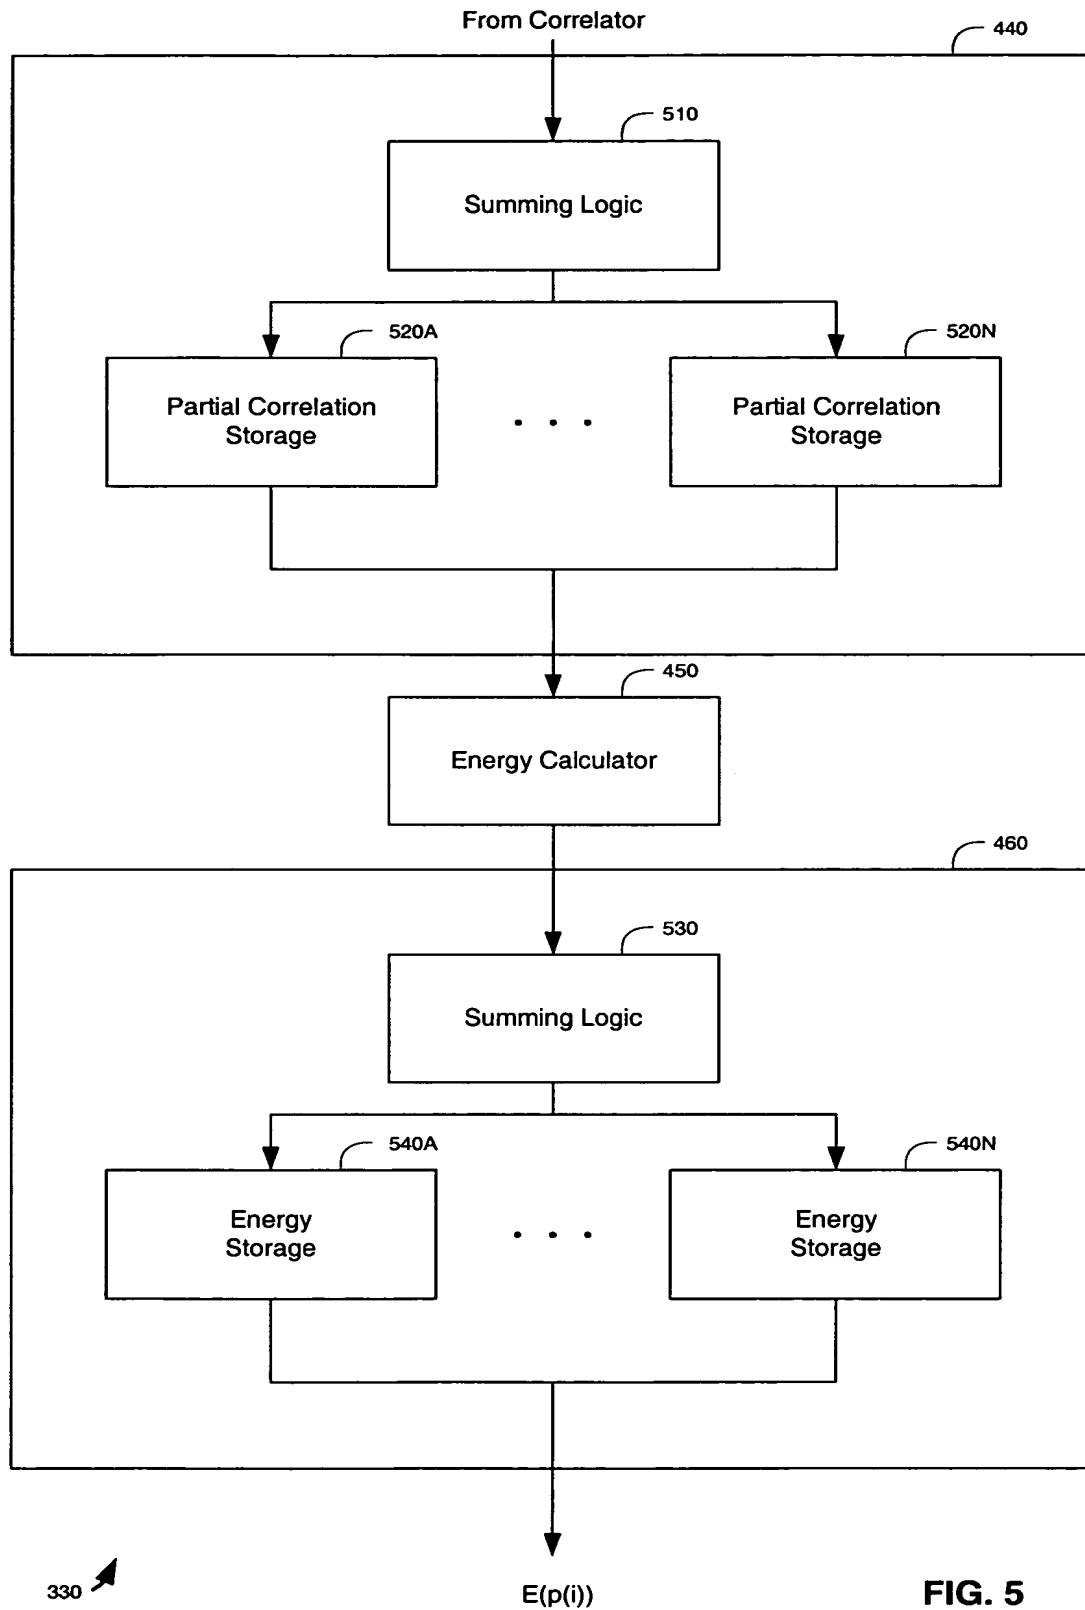 From Correlator
440
510
Summing Logic
520A
520N
Partial Correlation
Storage
Partial Correlation
Storage
. . .
450
Energy Calculator
460
530
Summing Logic
540A
540N
Energy
Storage
Energy
Storage
. . .
330
E(p(i))
FIG. 5